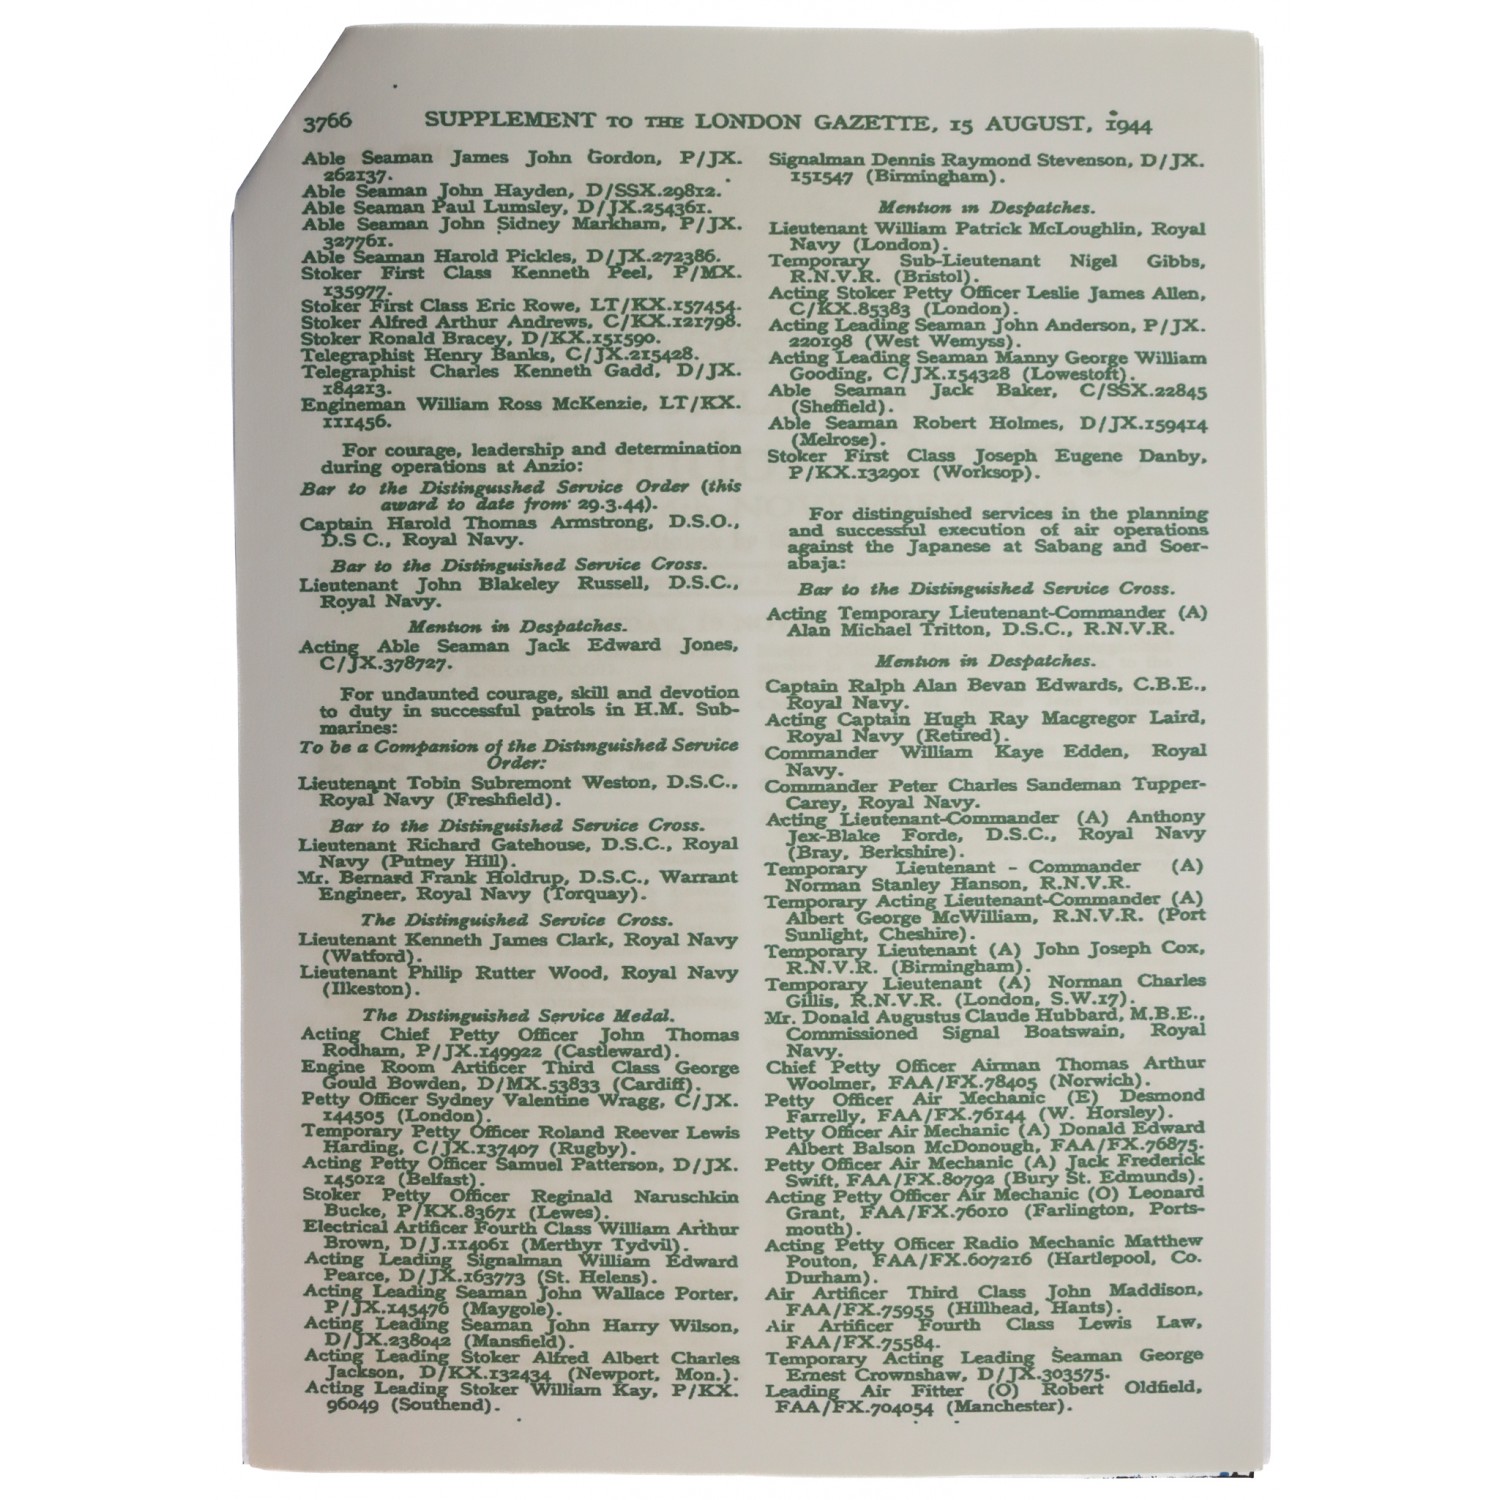 3766 SUPPLEMENT TO THE LONDON GAZETTE, 15 AUGUST, 1944
Able Seaman James John Gordon, P/JX.
262137.
Able Seaman John Hayden, D/SSX.29812.
Able Seaman Paul Lumsley, D/JX.254361.
Able Seaman John Sidney Markham, P/JX.
327761.
Able Seaman Harold Pickles, D/JX.272386.
Stoker First Class Kenneth Peel, P/MX.
135977.
Stoker First Class Eric Rowe, LT/KX.157454.
Stoker Alfred Arthur Andrews, C/KX.121798.
Stoker Ronald Bracey, D/KX.151590.
Telegraphist Henry Banks, C/JX.215428.
Telegraphist Charles Kenneth Gadd, D/JX.
184213.
Engineman William Ross McKenzie, LT/KX.
111456.
For courage, leadership and determination
during operations at Anzio:
Bar to the Distinguished Service Order (this
award to date from 29.3.44).
Captain Harold Thomas Armstrong, D.S.O.,
D.S C., Royal Navy.
Bar to the Distinguished Service Cross.
Lieutenant John Blakeley Russell, D.S.C.,
Royal Navy.
Mention in Despatches.
Acting Able Seaman Jack Edward Jones,
C/JX.378727.
For undaunted courage, skill and devotion
to duty in successful patrols in H.M. Sub-
marines:
To be a Companion of the Distinguished Service
Order:
Lieutenant Tobin Subremont Weston, D.S.C.,
Royal Navy (Freshfield).
Bar to the Distinguished Service Cross.
Lieutenant Richard Gatehouse, D.S.C., Royal
Navy (Putney Hill).
Mr. Bernard Frank Holdrup, D.S.C., Warrant
Engineer, Royal Navy (Torquay).
The Distinguished Service Cross.
Lieutenant Kenneth James Clark, Royal Navy
(Watford).
Lieutenant Philip Rutter Wood, Royal Navy
(Ilkeston).
The Distinguished Service Medal.
Acting Chief Petty Officer John Thomas
Rodham, P/JX.149922 (Castleward).
Engine Room Artificer Third Class George
Gould Bowden, D/MX.53833 (Cardiff).
Petty Officer Sydney Valentine Wragg, C/JX.
144505 (London).
Temporary Petty Officer Roland Reever Lewis
Harding, C/JX.137407 (Rugby).
Acting Petty Officer Samuel Patterson, D/JX.
145012 (Belfast).
Stoker Petty Officer Reginald Naruschkin
Bucke, P/KX.83671 (Lewes).
Electrical Artificer Fourth Class William Arthur
Brown, D/J.114061 (Merthyr Tydvil).
Acting Leading Signalman William Edward
Pearce, D/JX.163773 (St. Helens).
Acting Leading Seaman John Wallace Porter,
P/JX.145476 (Maygole).
Acting Leading Seaman John Harry Wilson,
D/JX.238042 (Mansfield).
Acting Leading Stoker Alfred Albert Charles
Jackson, D/KX.132434 (Newport, Mon.).
Acting Leading Stoker William Kay, P/KX.
96049 (Southend).
Signalman Dennis Raymond Stevenson, D/JX.
151547 (Birmingham).
Mention in Despatches.
Lieutenant William Patrick McLoughlin, Royal
Navy (London).
Temporary Sub-Lieutenant Nigel Gibbs,
R.N.V.R. (Bristol).
Acting Stoker Petty Officer Leslie James Allen,
C/KX.85383 (London).
Acting Leading Seaman John Anderson, P/JX.
220198 (West Wemyss).
Acting Leading Seaman Manny George William
Gooding, C/JX.154328 (Lowestoft).
Able Seaman Jack Baker, C/SSX.22845
(Sheffield).
Able Seaman Robert Holmes, D/JX.159414
(Melrose).
Stoker First Class Joseph Eugene Danby,
P/KX.132901 (Worksop).
For distinguished services in the planning
and successful execution of air operations
against the Japanese at Sabang and Soer-
abaja:
Bar to the Distinguished Service Cross.
Acting Temporary Lieutenant-Commander (A)
Alan Michael Tritton, D.S.C., R.N.V.R.
Mention in Despatches.
Captain Ralph Alan Bevan Edwards, C.B.E.,
Royal Navy.
Acting Captain Hugh Ray Macgregor Laird,
Royal Navy (Retired).
Commander William Kaye Edden, Royal
Navy.
Commander Peter Charles Sandeman Tupper-
Carey, Royal Navy.
Acting Lieutenant-Commander (A) Anthony
Jex-Blake Forde, D.S.C., Royal Navy
(Bray, Berkshire).
Temporary Lieutenant - Commander (A)
Norman Stanley Hanson, R.N.V.R.
Temporary Acting Lieutenant-Commander (A)
Albert George McWilliam, R.N.V.R. (Port
Sunlight, Cheshire).
Temporary Lieutenant (A) John Joseph Cox,
R.N.V.R. (Birmingham).
Temporary Lieutenant (A) Norman Charles
Gillis, R.N.V.R. (London, S.W.17).
Mr. Donald Augustus Claude Hubbard, M.B.E.,
Commissioned Signal Boatswain, Royal
Navy.
Chief Petty Officer Airman Thomas Arthur
Woolmer, FAA/FX.78405 (Norwich).
Petty Officer Air Mechanic (E) Desmond
Farrelly, FAA/FX.76144 (W. Horsley).
Petty Officer Air Mechanic (A) Donald Edward
Albert Balson McDonough, FAA/FX.76875.
Petty Officer Air Mechanic (A) Jack Frederick
Swift, FAA/FX.80792 (Bury St. Edmunds).
Acting Petty Officer Air Mechanic (O) Leonard
Grant, FAA/FX.76010 (Farlington, Ports-
mouth).
Acting Petty Officer Radio Mechanic Matthew
Pouton, FAA/FX.607216 (Hartlepool, Co.
Durham).
Air Artificer Third Class John Maddison,
FAA/FX.75955 (Hillhead, Hants).
Air Artificer Fourth Class Lewis Law,
FAA/FX.75584.
Temporary Acting Leading Seaman George
Ernest Crownshaw, D/JX.303575.
Leading Air Fitter (O) Robert Oldfield,
FAA/FX.704054 (Manchester).